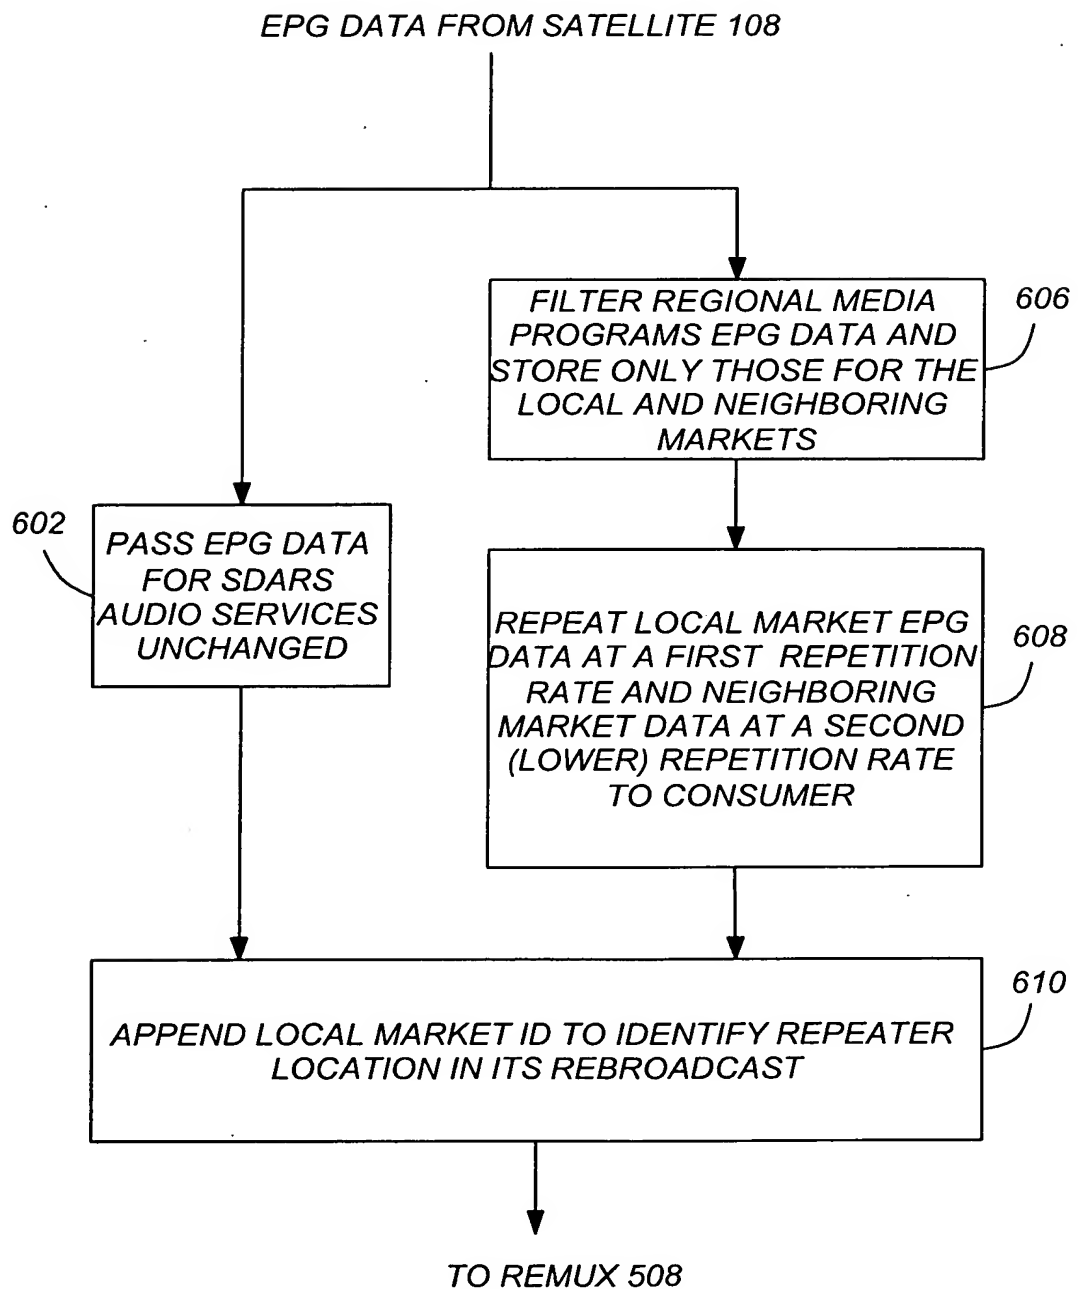 EPG DATA FROM SATELLITE 108
FILTER REGIONAL MEDIA
PROGRAMS EPG DATA AND
STORE ONLY THOSE FOR THE
LOCAL AND NEIGHBORING
MARKETS
606
602
PASS EPG DATA
FOR SDARS
AUDIO SERVICES
UNCHANGED
REPEAT LOCAL MARKET EPG
DATA AT A FIRST REPETITION
RATE AND NEIGHBORING
MARKET DATA AT A SECOND
(LOWER) REPETITION RATE
TO CONSUMER
608
APPEND LOCAL MARKET ID TO IDENTIFY REPEATER
LOCATION IN ITS REBROADCAST
610
TO REMUX 508